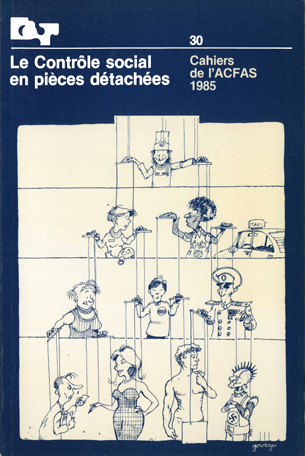 30
Le Contrôle social
en pièces détachées
Cahiers
de l'ACFAS
1985
TAXI